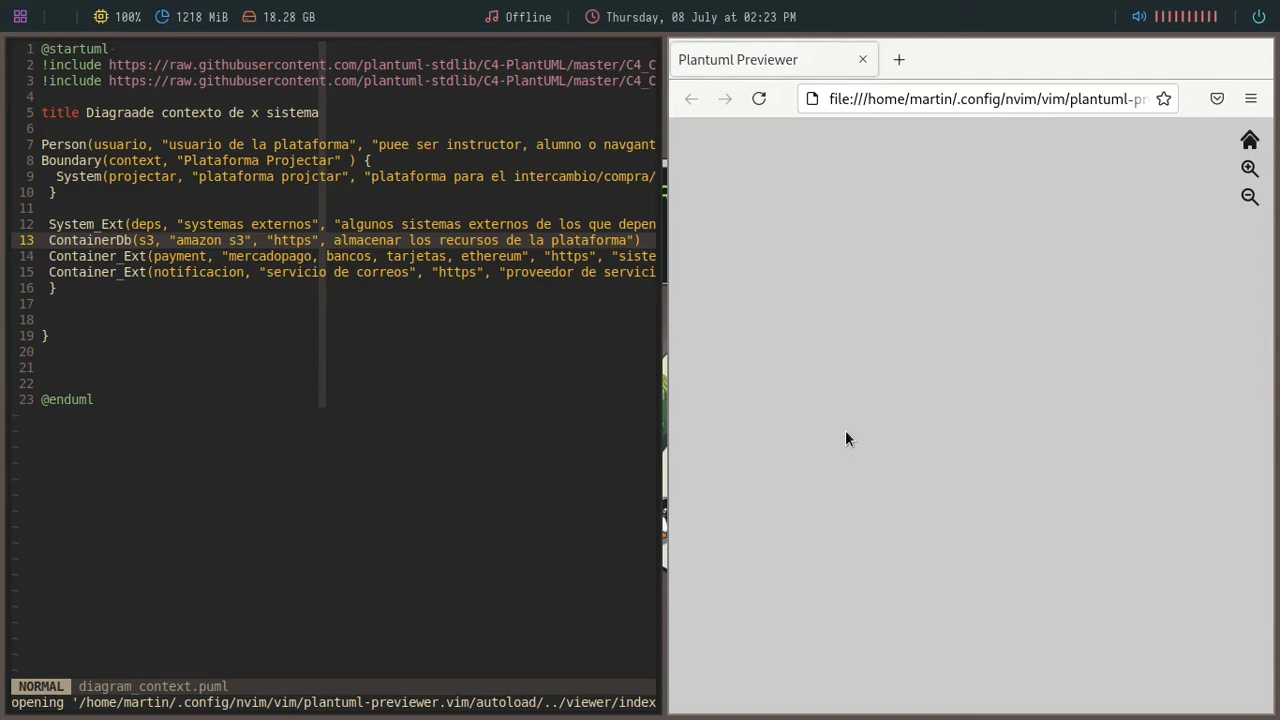 100% 1218 MiB 18.28 GB Offline Thursday, 08 July at 02:23 PM
1 @startuml
2 !include https://raw.githubusercontent.com/plantuml-stdlib/C4-PlantUML/master/C4_C
3 !include https://raw.githubusercontent.com/plantuml-stdlib/C4-PlantUML/master/C4_C
4
5 title Diagraade contexto de x sistema
6
7 Person(usuario, "usuario de la plataforma", "puee ser instructor, alumno o navgant
8 Boundary(context, "Plataforma Projectar" ) {
9 System(projectar, "plataforma projctar", "plataforma para el intercambio/compra/
10 }
11
12 System_Ext(deps, "systemas externos", "algunos sistemas externos de los que depen
13 ContainerDb(s3, "amazon s3", "https", almacenar los recursos de la plataforma")
14 Container_Ext(payment, "mercadopago, bancos, tarjetas, ethereum", "https", "siste
15 Container_Ext(notificacion, "servicio de correos", "https", "proveedor de servici
16 }
17
18
19 }
20
21
22
23 @enduml
NORMAL diagram_context.puml
opening '/home/martin/.config/nvim/vim/plantuml-previewer.vim/autoload/../viewer/index
Plantuml Previewer
file:///home/martin/.config/nvim/vim/plantuml-pr